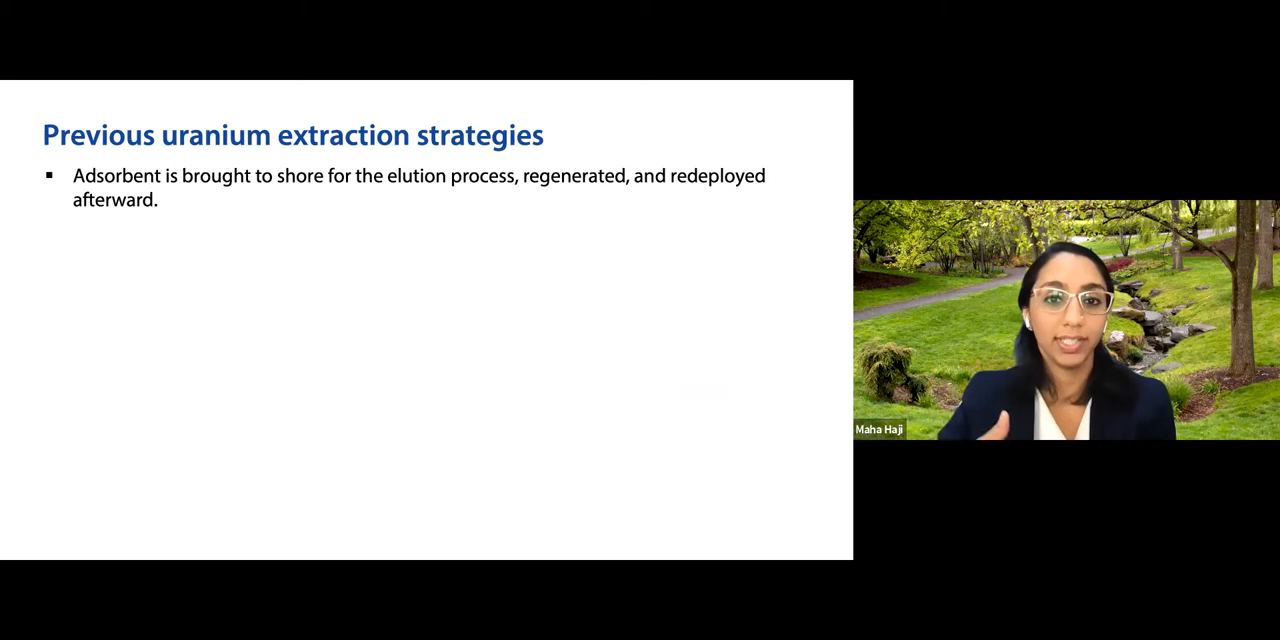 Previous uranium extraction strategies
▪ Adsorbent is brought to shore for the elution process, regenerated, and redeployed
afterward.
Maha Haji